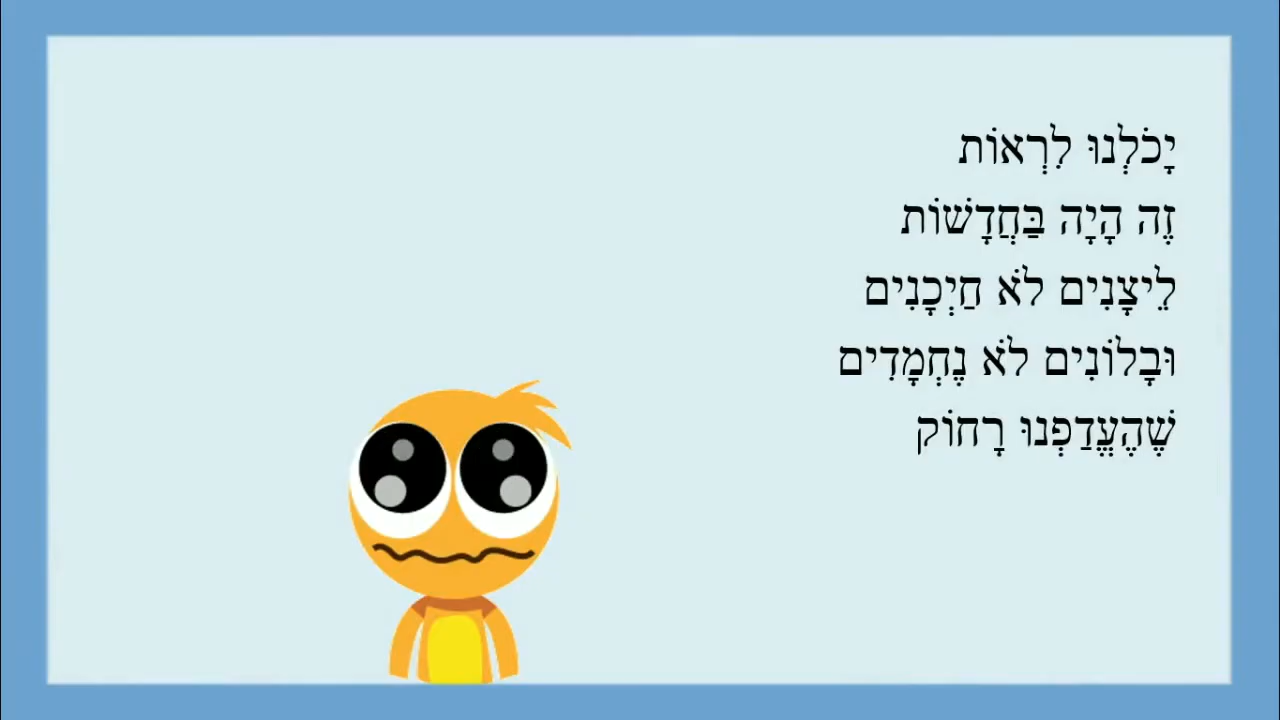 יָכֹלְנוּ לִרְאוֹת
זֶה הָיָה בַּחֲדָשׁוֹת
לֵיצָנִים לֹא חַיְכָנִים
וּבָלוֹנִים לֹא נֶחְמָדִים
שֶׁהֶעֱדַפְנוּ רָחוֹק